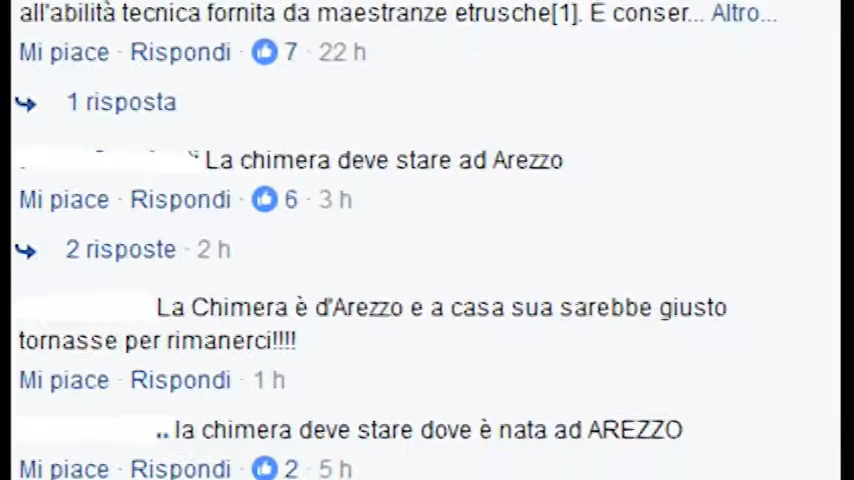 all'abilità tecnica fornita da maestranze etrusche[1]. E conser... Altro...
Mi piace · Rispondi · 7 · 22 h
1 risposta
La chimera deve stare ad Arezzo
Mi piace · Rispondi · 6 · 3 h
2 risposte · 2 h
La Chimera è d'Arezzo e a casa sua sarebbe giusto
tornasse per rimanerci!!!!
Mi piace · Rispondi · 1 h
.. la chimera deve stare dove è nata ad AREZZO
Mi piace · Rispondi · 2 · 5 h